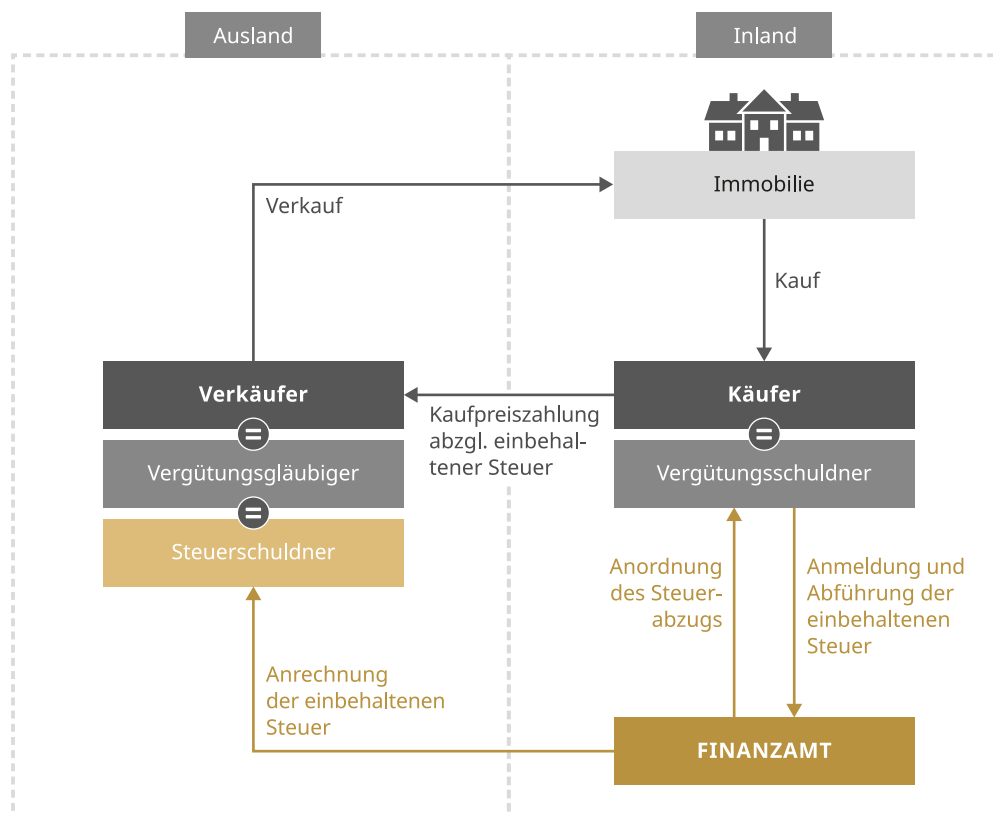 Ausland
Inland
Immobilie
Verkauf
Kauf
Verkäufer
Käufer
Kaufpreiszahlung
abzgl. einbehal-
tener Steuer
=
=
Vergütungsgläubiger
Vergütungsschuldner
=
Steuerschuldner
Anordnung
des Steuer-
abzugs
Anmeldung und
Abführung der
einbehaltenen
Steuer
Anrechnung
der einbehaltenen
Steuer
FINANZAMT